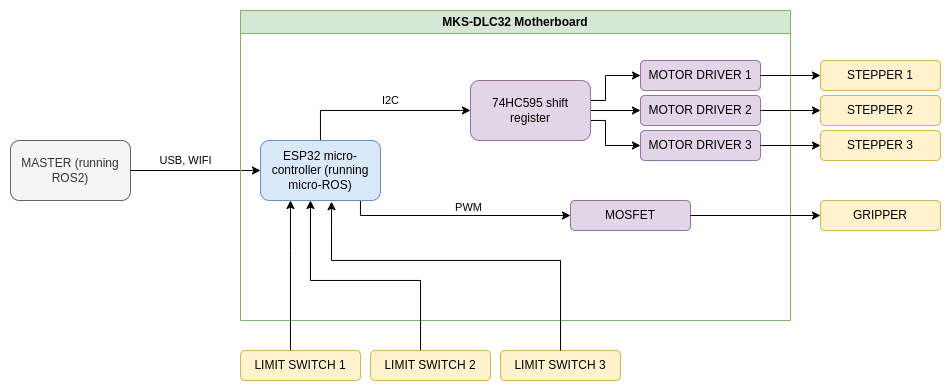 MKS-DLC32 Motherboard
MOTOR DRIVER 1
STEPPER 1
I2C
74HC595 shift
register
MOTOR DRIVER 2
STEPPER 2
MOTOR DRIVER 3
STEPPER 3
MASTER (running
ROS2)
USB, WIFI
ESP32 micro-
controller (running
micro-ROS)
PWM
MOSFET
GRIPPER
LIMIT SWITCH 1
LIMIT SWITCH 2
LIMIT SWITCH 3